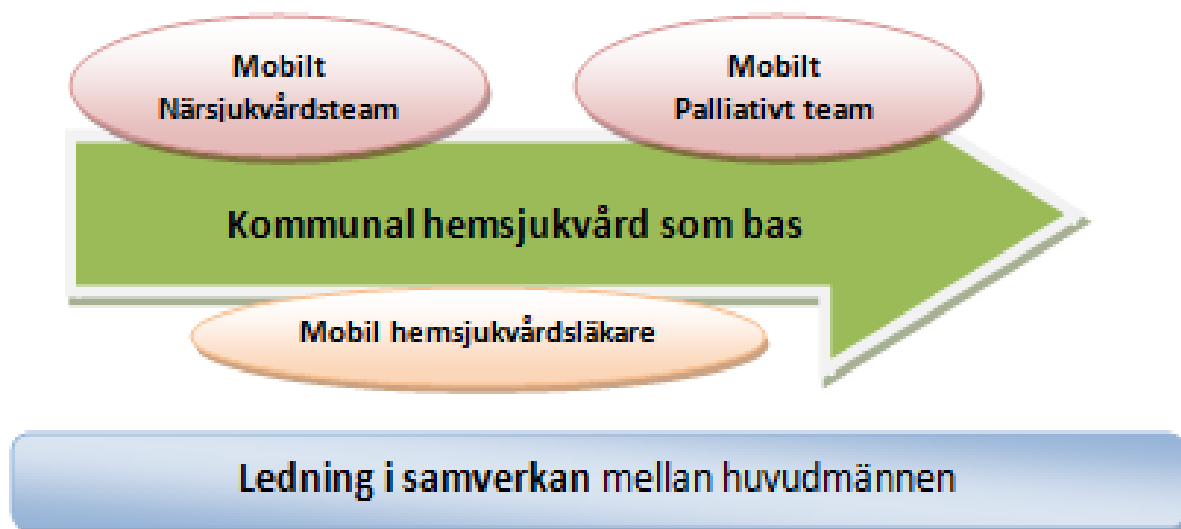 Mobilt
Närsjukvårdsteam
Mobilt
Palliativt team
Kommunal hemsjukvård som bas
Mobil hemsjukvårdsläkare
Ledning i samverkan mellan huvudmännen